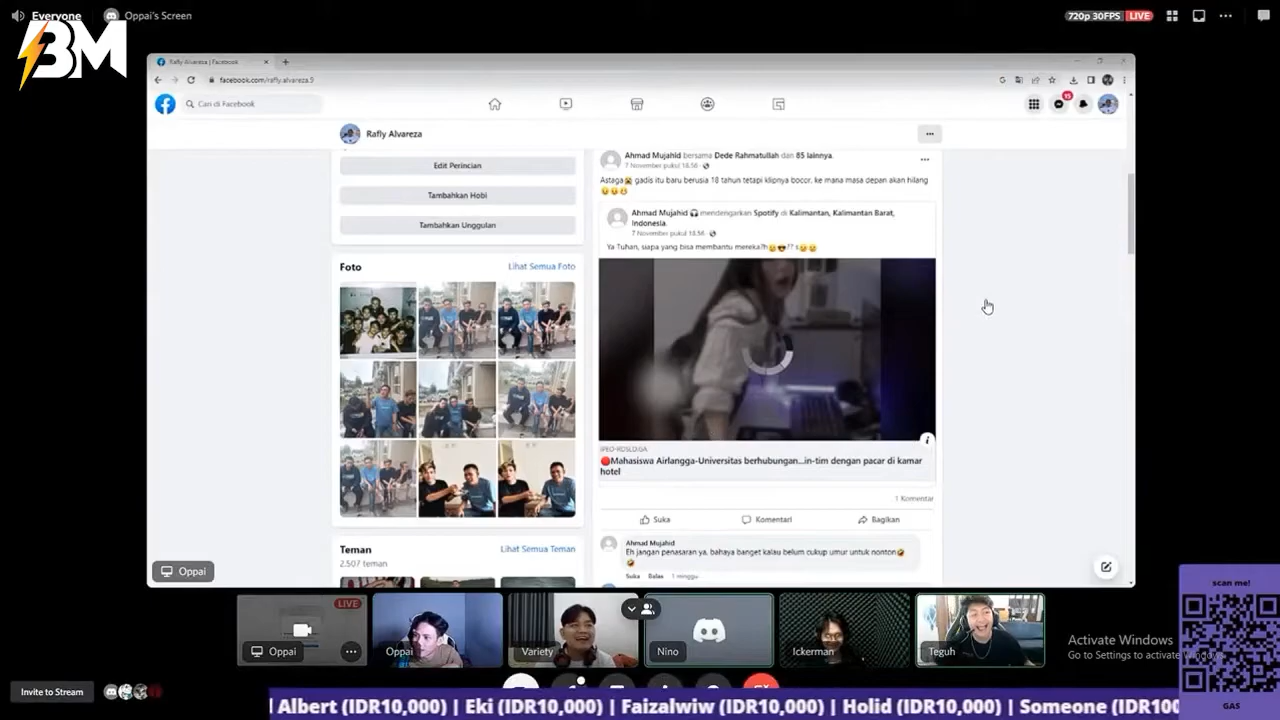 Everyone
Oppai's Screen
720p 30FPS LIVE
BM
Rafly Alvareza | Facebook
facebook.com/rafly.alvareza.9
Cari di Facebook
15
Rafly Alvareza
Edit Perincian
Tambahkan Hobi
Tambahkan Unggulan
Foto
Lihat Semua Foto
Teman
Lihat Semua Teman
2.507 teman
Ahmad Mujahid bersama Dede Rahmatullah dan 85 lainnya.
7 November pukul 18.56
Astaga😭 gadis itu baru berusia 18 tahun tetapi klipnya bocor, ke mana masa depan akan hilang
Ahmad Mujahid 🎧 mendengarkan Spotify di Kalimantan, Kalimantan Barat,
Indonesia.
7 November pukul 18.56
Ya Tuhan, siapa yang bisa membantu mereka?h😥😎?? s😥😥
🔴Mahasiswa Airlangga-Universitas berhubungan...in-tim dengan pacar di kamar
hotel
1 Komentar
Suka
Komentari
Bagikan
Ahmad Mujahid
Eh jangan penasaran ya, bahaya banget kalau belum cukup umur untuk nonton🤣
🤣
Suka Balas 1 minggu
Oppai
LIVE
Oppai
Oppai
Variety
Nino
Ickerman
Teguh
Activate Windows
Go to Settings to activate Windows.
scan me!
GAS
Invite to Stream
Albert (IDR10,000) | Eki (IDR10,000) | Faizalwiw (IDR10,000) | Holid (IDR10,000) | Someone (IDR100